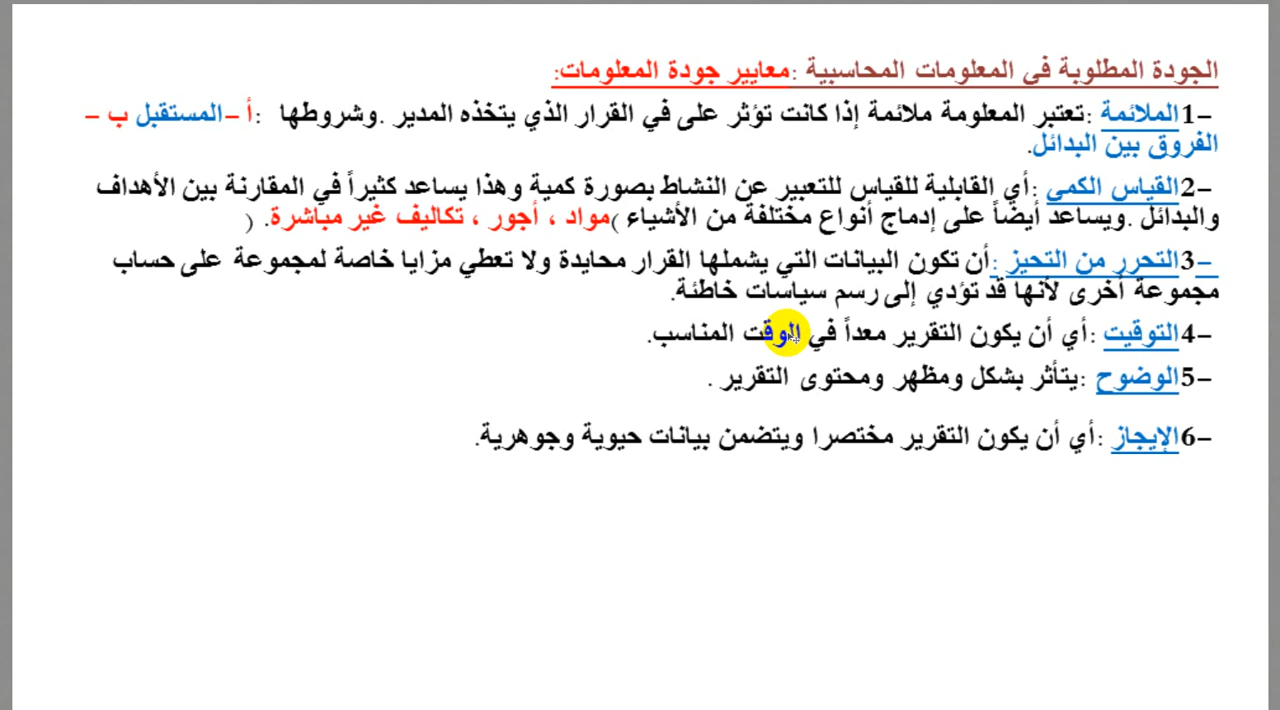 الجودة المطلوبة في المعلومات المحاسبية :معايير جودة المعلومات:
1- الملائمة :تعتبر المعلومة ملائمة إذا كانت تؤثر على في القرار الذي يتخذه المدير .وشروطها :أ –المستقبل ب –
الفروق بين البدائل.
2- القياس الكمي :أي القابلية للقياس للتعبير عن النشاط بصورة كمية وهذا يساعد كثيراً في المقارنة بين الأهداف
والبدائل .ويساعد أيضاً على إدماج أنواع مختلفة من الأشياء )مواد ، أجور ، تكاليف غير مباشرة. (
3- التحرر من التحيز :أن تكون البيانات التي يشملها القرار محايدة ولا تعطي مزايا خاصة لمجموعة على حساب
مجموعة أخرى لأنها قد تؤدي إلى رسم سياسات خاطئة.
4- التوقيت :أي أن يكون التقرير معداً في الوقت المناسب.
5- الوضوح :يتأثر بشكل ومظهر ومحتوى التقرير .
6- الإيجاز :أي أن يكون التقرير مختصرا ويتضمن بيانات حيوية وجوهرية.